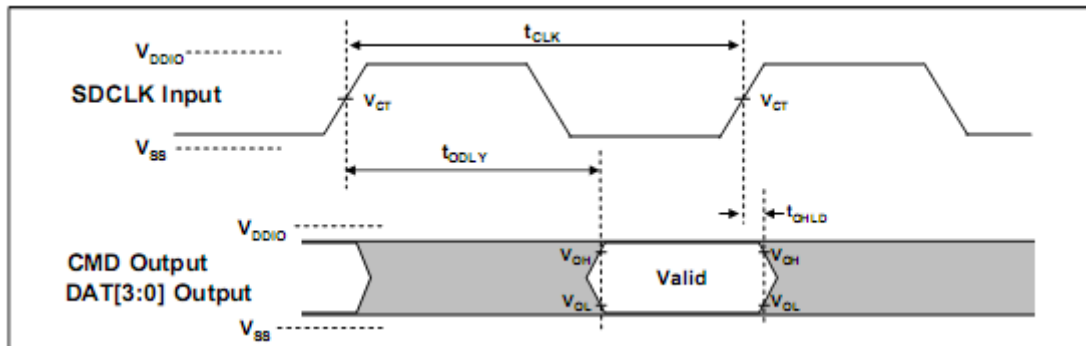 tCLK
VDDIO
SDCLK Input
VCT
VCT
VSS
tODLY
tOHLD
VDDIO
CMD Output
VOH
Valid
VOH
DAT[3:0] Output
VOL
VOL
VSS